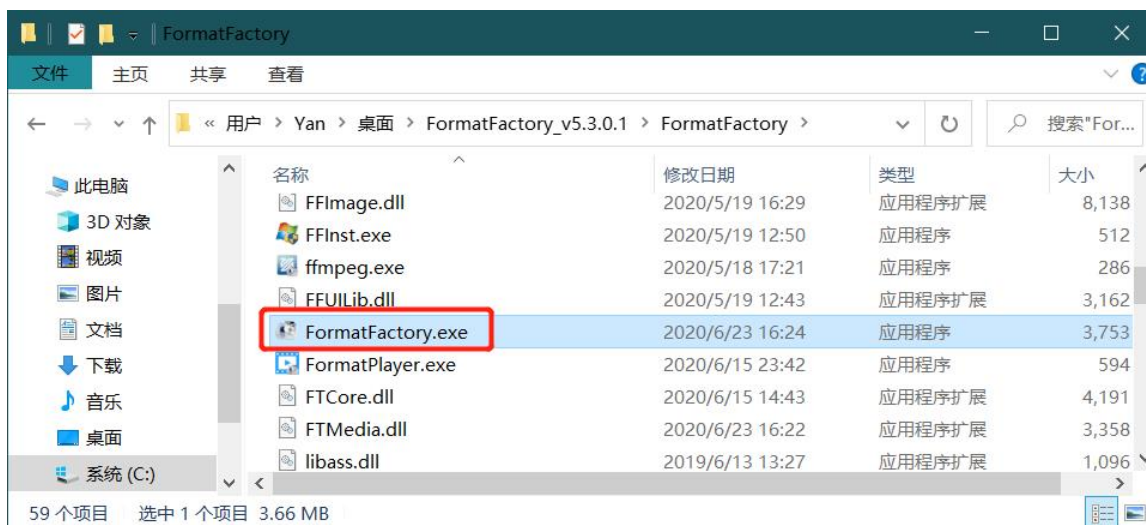 FormatFactory
文件 主页 共享 查看
« 用户 > Yan > 桌面 > FormatFactory_v5.3.0.1 > FormatFactory > 搜索"For...
此电脑
3D 对象
视频
图片
文档
下载
音乐
桌面
系统 (C:)
名称 修改日期 类型 大小
FFImage.dll 2020/5/19 16:29 应用程序扩展 8,138
FFInst.exe 2020/5/19 12:50 应用程序 512
ffmpeg.exe 2020/5/18 17:21 应用程序 286
FFUILib.dll 2020/5/19 12:43 应用程序扩展 3,162
FormatFactory.exe 2020/6/23 16:24 应用程序 3,753
FormatPlayer.exe 2020/6/15 23:42 应用程序 594
FTCore.dll 2020/6/15 14:43 应用程序扩展 4,191
FTMedia.dll 2020/6/23 16:22 应用程序扩展 3,358
libass.dll 2019/6/13 13:27 应用程序扩展 1,096
59 个项目 选中 1 个项目 3.66 MB